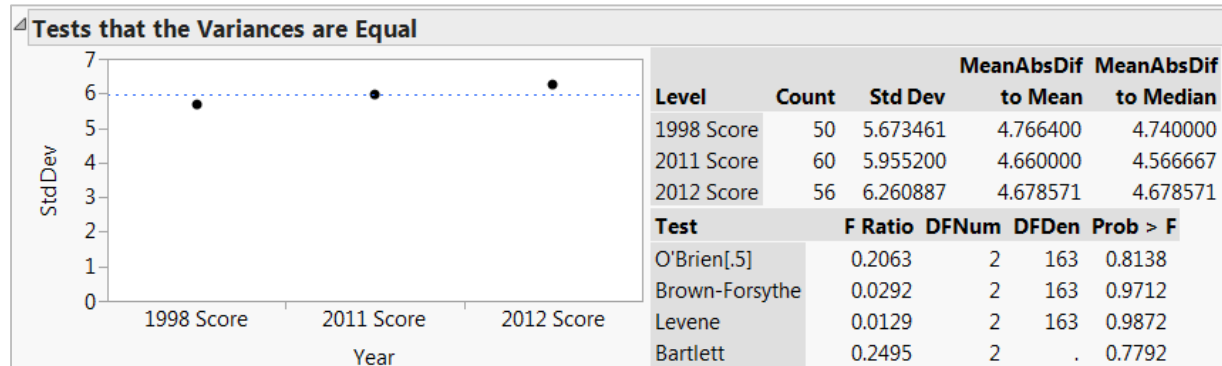 Tests that the Variances are Equal
7
6
5
4
3
2
1
0
StdDev
1998 Score 2011 Score 2012 Score
Year
MeanAbsDif MeanAbsDif
Level Count Std Dev to Mean to Median
1998 Score 50 5.673461 4.766400 4.740000
2011 Score 60 5.955200 4.660000 4.566667
2012 Score 56 6.260887 4.678571 4.678571
Test F Ratio DFNum DFDen Prob > F
O'Brien[.5] 0.2063 2 163 0.8138
Brown-Forsythe 0.0292 2 163 0.9712
Levene 0.0129 2 163 0.9872
Bartlett 0.2495 2 . 0.7792